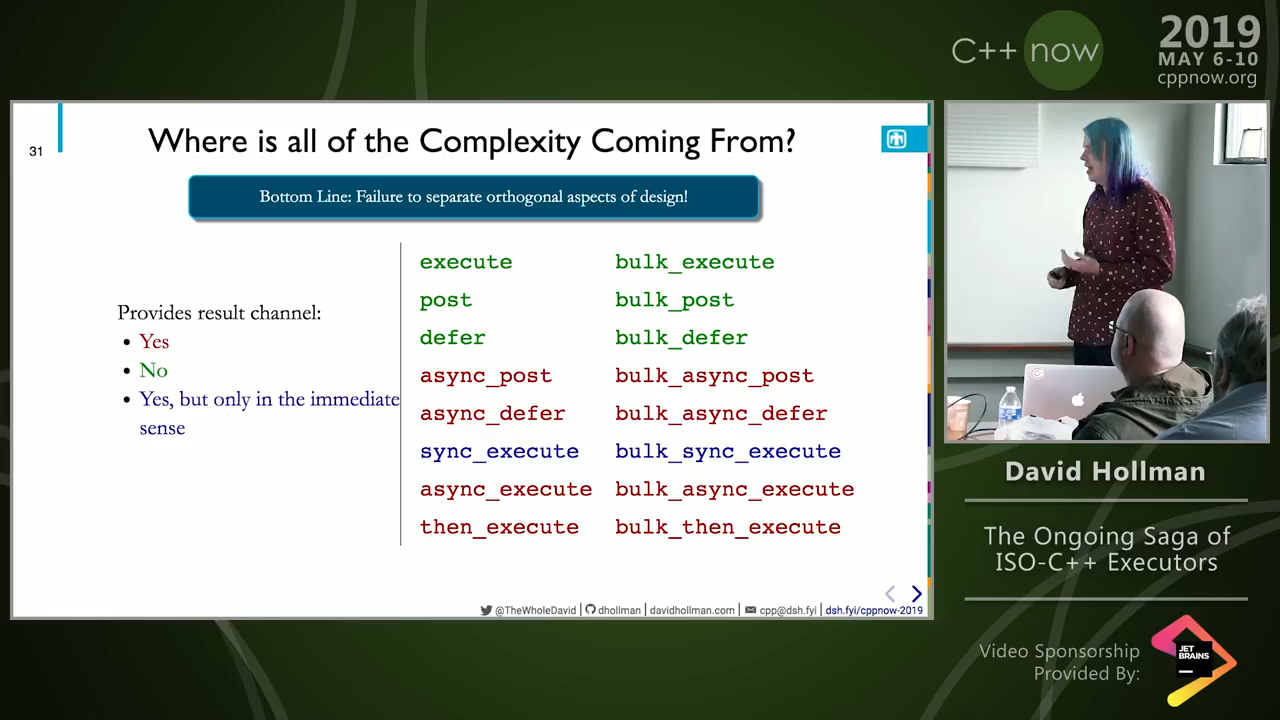 C++ now
2019
MAY 6-10
cppnow.org
31
Where is all of the Complexity Coming From?
Bottom Line: Failure to separate orthogonal aspects of design!
Provides result channel:
• Yes
• No
• Yes, but only in the immediate
sense
execute bulk_execute
post bulk_post
defer bulk_defer
async_post bulk_async_post
async_defer bulk_async_defer
sync_execute bulk_sync_execute
async_execute bulk_async_execute
then_execute bulk_then_execute
@TheWholeDavid | dhollman | davidhollman.com | cpp@dsh.fyi | dsh.fyi/cppnow-2019
David Hollman
The Ongoing Saga of
ISO-C++ Executors
Video Sponsorship
Provided By:
JET
BRAINS